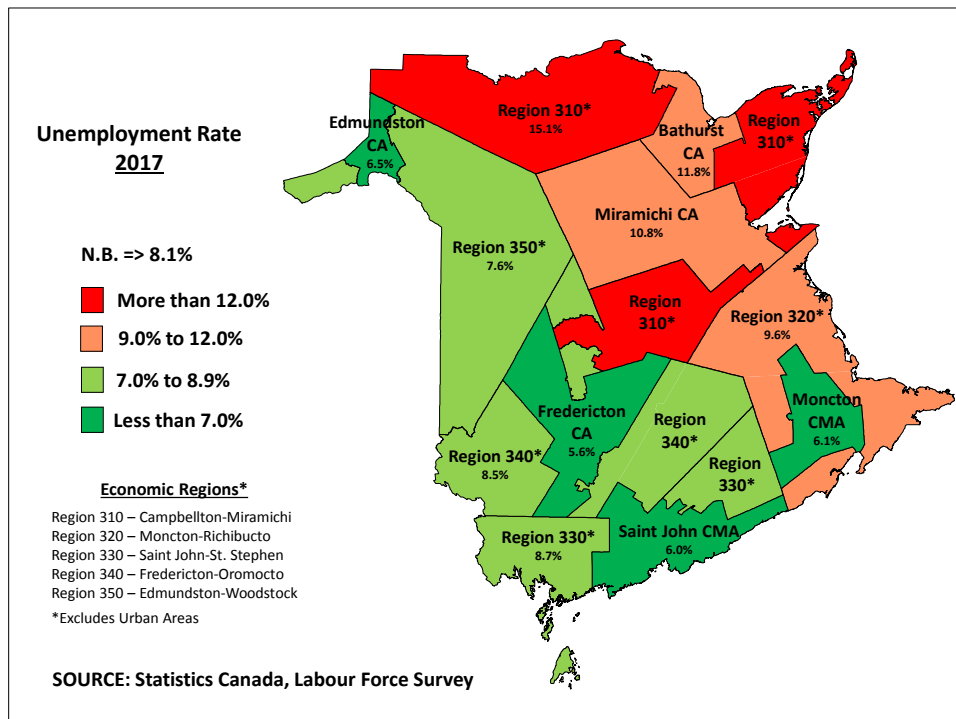 Unemployment Rate
2017
N.B. => 8.1%
More than 12.0%
9.0% to 12.0%
7.0% to 8.9%
Less than 7.0%
Economic Regions*
Region 310 – Campbellton-Miramichi
Region 320 – Moncton-Richibucto
Region 330 – Saint John-St. Stephen
Region 340 – Fredericton-Oromocto
Region 350 – Edmundston-Woodstock
*Excludes Urban Areas
SOURCE: Statistics Canada, Labour Force Survey
Region 310*
15.1%
Edmundston
CA
6.5%
Bathurst
CA
11.8%
Region
310*
Miramichi CA
10.8%
Region 350*
7.6%
Region
310*
Region 320*
9.6%
Moncton
CMA
6.1%
Fredericton
CA
5.6%
Region
340*
Region 340*
8.5%
Region
330*
Region 330*
8.7%
Saint John CMA
6.0%